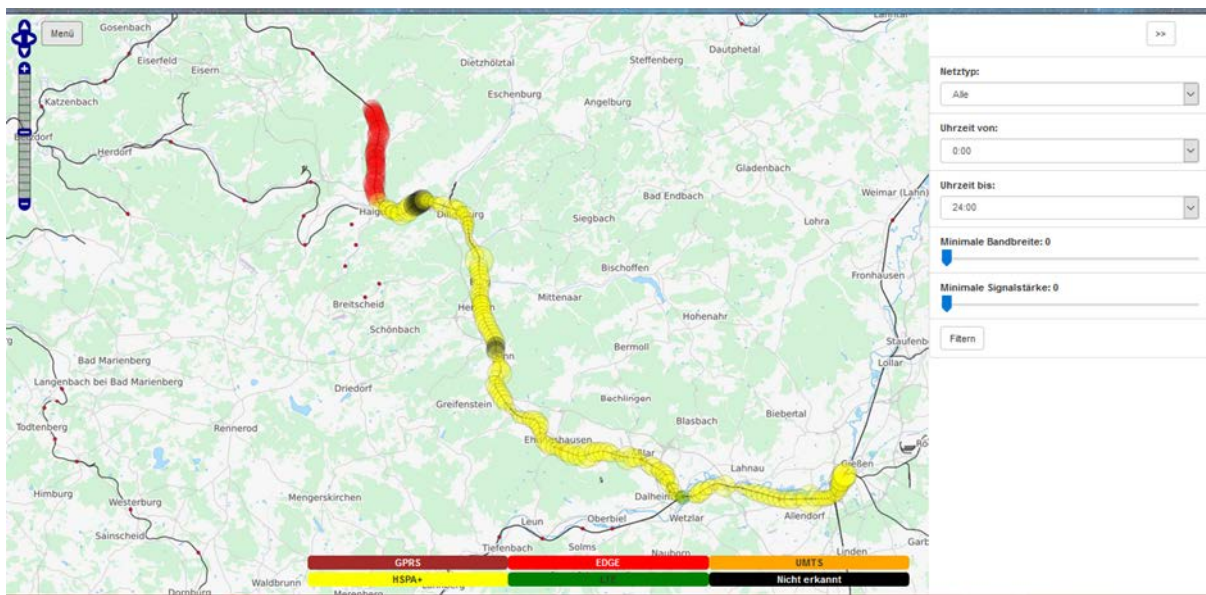 Menü
Gosenbach
Eiserfeld
Eisern
Dietzhölztal
Steffenberg
Dautphetal
Lahntal
Katzenbach
Eschenburg
Angelburg
Herdorf
Gladenbach
Bad Endbach
Weimar (Lahn)
Siegbach
Lohra
Bischoffen
Fronhausen
Breitscheid
Mittenaar
Hohenahr
Schönbach
Bermoll
Bad Marienberg
Lollar
Langenbach bei Bad Marienberg
Driedorf
Greifenstein
Bechlingen
Biebertal
Todtenberg
Rennerod
Blasbach
Himburg
Mengerskirchen
Lahnau
Gießen
Westerburg
Leun
Oberbiel
Wetzlar
Allendorf
Sainscheid
Tiefenbach
Solms
Nauborn
Linden
Waldbrunn
Dornburg
GPRS
EDGE
UMTS
HSPA+
LTE
Nicht erkannt
>>
Netztyp:
Alle
Uhrzeit von:
0:00
Uhrzeit bis:
24:00
Minimale Bandbreite: 0
Minimale Signalstärke: 0
Filtern